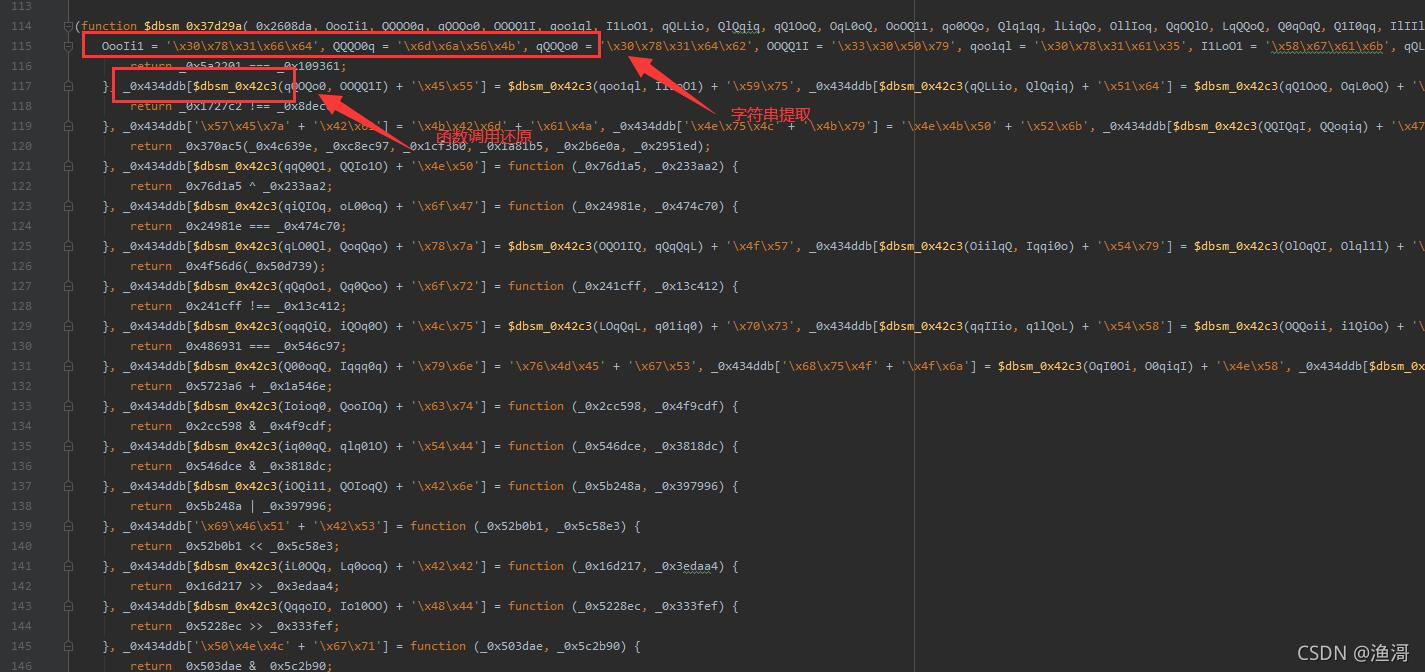 113
114 (function $dbsm_0x37d29a( _0x2608da, OooIi1, QQQO0q, qOOQo0, OOQQ1I, qoo1ql, I1LoO1, qQLLio, QlQqiq, qQ1OoQ, OqL0oQ, OoOQ11, qo0OQo, Qlq1qq, lLiqQo, OllIoq, QqOQlO, LqQQoQ, Q0qOqQ, Q1I0qq, IlIIl
115 OooIi1 = '\x30\x78\x31\x66\x64', QQQO0q = '\x6d\x6a\x56\x4b', qOOQo0 = '\x30\x78\x31\x64\x62', OOQQ1I = '\x33\x30\x50\x79', qoo1ql = '\x30\x78\x31\x61\x35', I1LoO1 = '\x58\x67\x61\x6b', qQL
116 return _0x5a2201 === _0x109361;
117 }, _0x434ddb[$dbsm_0x42c3(qOOQo0, OOQQ1I) + '\x45\x55'] = $dbsm_0x42c3(qoo1ql, I1LoO1) + '\x59\x75', _0x434ddb[$dbsm_0x42c3(qQLLio, QlQqiq) + '\x51\x64'] = $dbsm_0x42c3(qQ1OoQ, OqL0oQ) + '\
字符串提取
118 return _0x1727c2 !== _0x8dec
119 }, _0x434ddb['\x57\x45\x7a' + '\x42\ = '\x4b\x42\x6d' + '\x61\x4a', _0x434ddb['\x4e\x75\x4c' + '\x4b\x79'] = '\x4e\x4b\x50' + '\x52\x6b', _0x434ddb[$dbsm_0x42c3(QQIQqI, QQoqiq) + '\x47
函数调用还原
120 return _0x370ac5(_0x4c639e, _0xc8ec97, _0x1cf3b0, _0x1a81b5, _0x2b6e0a, _0x2951ed);
121 }, _0x434ddb[$dbsm_0x42c3(qqQ0Q1, QQIo1O) + '\x4e\x50'] = function (_0x76d1a5, _0x233aa2) {
122 return _0x76d1a5 ^ _0x233aa2;
123 }, _0x434ddb[$dbsm_0x42c3(qiQIOq, oL00oq) + '\x6f\x47'] = function (_0x24981e, _0x474c70) {
124 return _0x24981e === _0x474c70;
125 }, _0x434ddb[$dbsm_0x42c3(qLO0Ql, QoqQqo) + '\x78\x7a'] = $dbsm_0x42c3(OQO1IQ, qQqQqL) + '\x4f\x57', _0x434ddb[$dbsm_0x42c3(OiilqQ, Iqqi0o) + '\x54\x79'] = $dbsm_0x42c3(OlOqQI, Olql1l) + '\
126 return _0x4f56d6(_0x50d739);
127 }, _0x434ddb[$dbsm_0x42c3(qQqOo1, Qq0Qoo) + '\x6f\x72'] = function (_0x241cff, _0x13c412) {
128 return _0x241cff !== _0x13c412;
129 }, _0x434ddb[$dbsm_0x42c3(oqqQiQ, iQOq0O) + '\x4c\x75'] = $dbsm_0x42c3(LOqQqL, q01iq0) + '\x70\x73', _0x434ddb[$dbsm_0x42c3(qqIIio, q1lQoL) + '\x54\x58'] = $dbsm_0x42c3(OQQoii, i1QiOo) + '\
130 return _0x486931 === _0x546c97;
131 }, _0x434ddb[$dbsm_0x42c3(Q00oqQ, Iqqq0q) + '\x79\x6e'] = '\x76\x4d\x45' + '\x67\x53', _0x434ddb['\x68\x75\x4f' + '\x4f\x6a'] = $dbsm_0x42c3(OqI0Oi, O0qiqI) + '\x4e\x58', _0x434ddb[$dbsm_0x
132 return _0x5723a6 + _0x1a546e;
133 }, _0x434ddb[$dbsm_0x42c3(Ioioq0, QooIOq) + '\x63\x74'] = function (_0x2cc598, _0x4f9cdf) {
134 return _0x2cc598 & _0x4f9cdf;
135 }, _0x434ddb[$dbsm_0x42c3(iq00qQ, qlq01O) + '\x54\x44'] = function (_0x546dce, _0x3818dc) {
136 return _0x546dce & _0x3818dc;
137 }, _0x434ddb[$dbsm_0x42c3(iOQi11, QOIoqQ) + '\x42\x6e'] = function (_0x5b248a, _0x397996) {
138 return _0x5b248a | _0x397996;
139 }, _0x434ddb['\x69\x46\x51' + '\x42\x53'] = function (_0x52b0b1, _0x5c58e3) {
140 return _0x52b0b1 << _0x5c58e3;
141 }, _0x434ddb[$dbsm_0x42c3(iL0OQq, Lq0ooq) + '\x42\x42'] = function (_0x16d217, _0x3edaa4) {
142 return _0x16d217 >> _0x3edaa4;
143 }, _0x434ddb[$dbsm_0x42c3(QqqoIO, Io10OO) + '\x48\x44'] = function (_0x5228ec, _0x333fef) {
144 return _0x5228ec >> _0x333fef;
145 }, _0x434ddb['\x50\x4e\x4c' + '\x67\x71'] = function (_0x503dae, _0x5c2b90) {
146 return _0x503dae & _0x5c2b90;
CSDN @渔滒